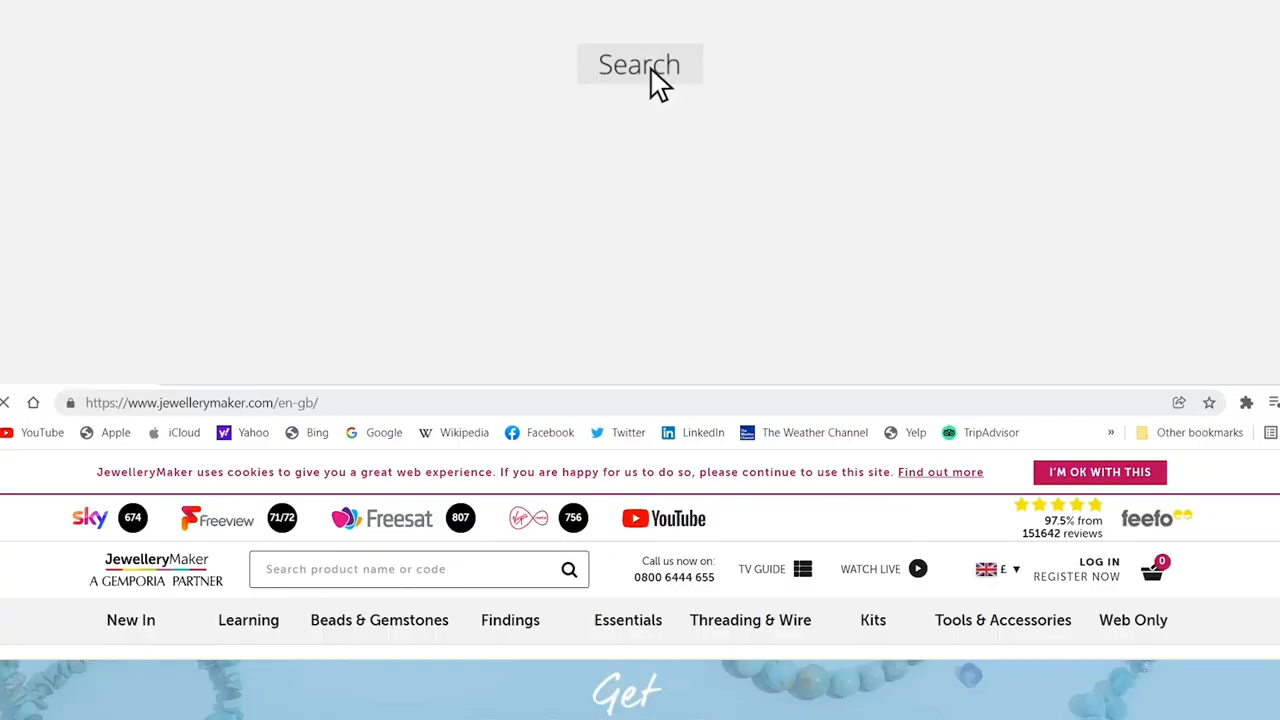 Search
https://www.jewellerymaker.com/en-gb/
YouTube Apple iCloud Yahoo Bing Google Wikipedia Facebook Twitter LinkedIn The Weather Channel Yelp TripAdvisor » Other bookmarks
JewelleryMaker uses cookies to give you a great web experience. If you are happy for us to do so, please continue to use this site. Find out more I'M OK WITH THIS
sky 674 Freeview 71/72 Freesat 807 Virgin media 756 YouTube 97.5% from 151642 reviews feefo
JewelleryMaker
A GEMPORIA PARTNER
Search product name or code
Call us now on:
0800 6444 655
TV GUIDE WATCH LIVE £ ▼
LOG IN
REGISTER NOW
0
New In Learning Beads & Gemstones Findings Essentials Threading & Wire Kits Tools & Accessories Web Only
Get